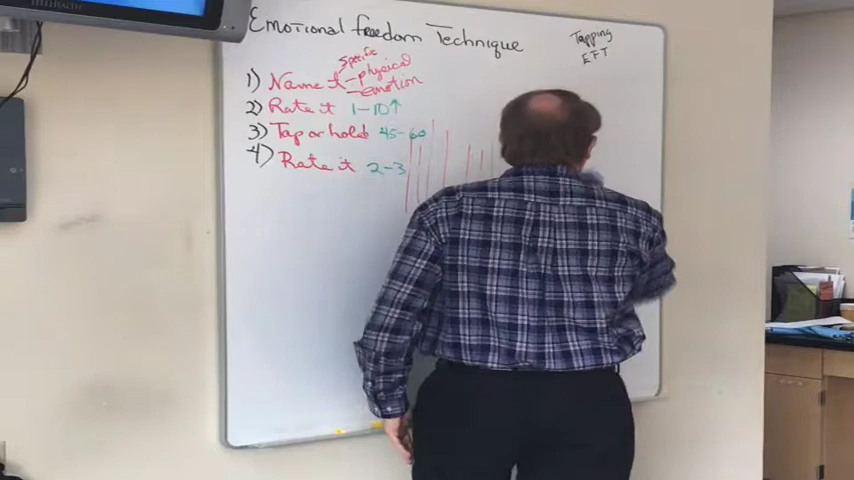 TELEHEALTH
Emotional freedom Technique
Tapping
EFT
specific
1) Name it - physical
- emotion
2) Rate it 1-10↑
3) Tap or hold 45-60
4) Rate it 2-3